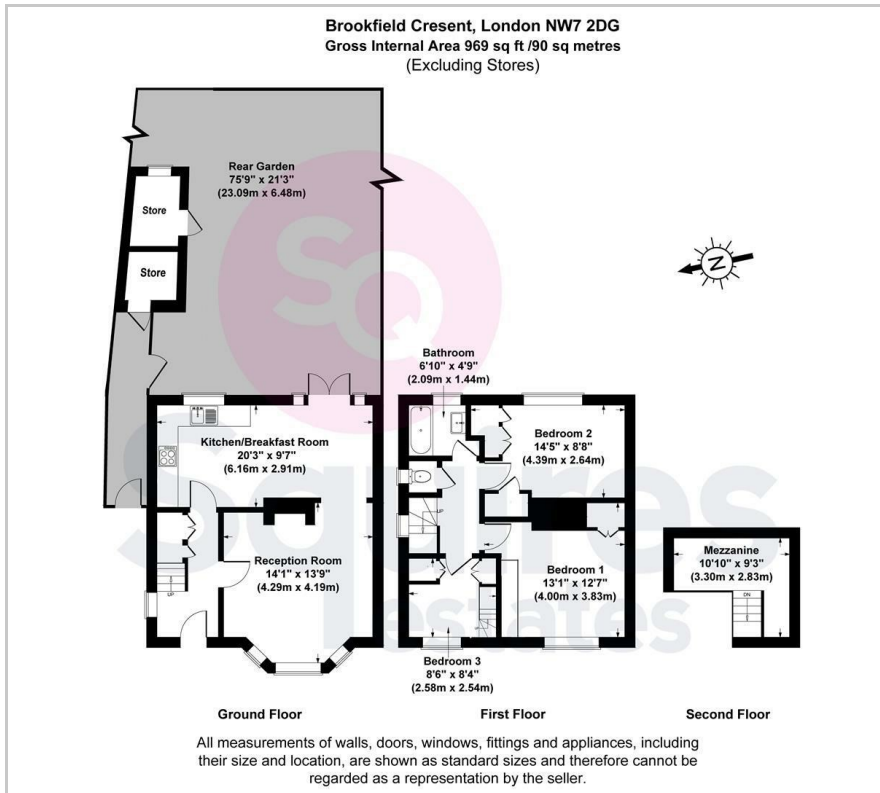 Brookfield Cresent, London NW7 2DG
Gross Internal Area 969 sq ft /90 sq metres
(Excluding Stores)
Rear Garden
75'9" x 21'3"
(23.09m x 6.48m)
Store
Store
N
SQ
Squires
estates
Bathroom
6'10" x 4'9"
(2.09m x 1.44m)
Kitchen/Breakfast Room
20'3" x 9'7"
(6.16m x 2.91m)
Bedroom 2
14'5" x 8'8"
(4.39m x 2.64m)
UP
Reception Room
14'1" x 13'9"
(4.29m x 4.19m)
UP
Bedroom 1
13'1" x 12'7"
(4.00m x 3.83m)
Mezzanine
10'10" x 9'3"
(3.30m x 2.83m)
DN
UP
Bedroom 3
8'6" x 8'4"
(2.58m x 2.54m)
Ground Floor
First Floor
Second Floor
All measurements of walls, doors, windows, fittings and appliances, including
their size and location, are shown as standard sizes and therefore cannot be
regarded as a representation by the seller.